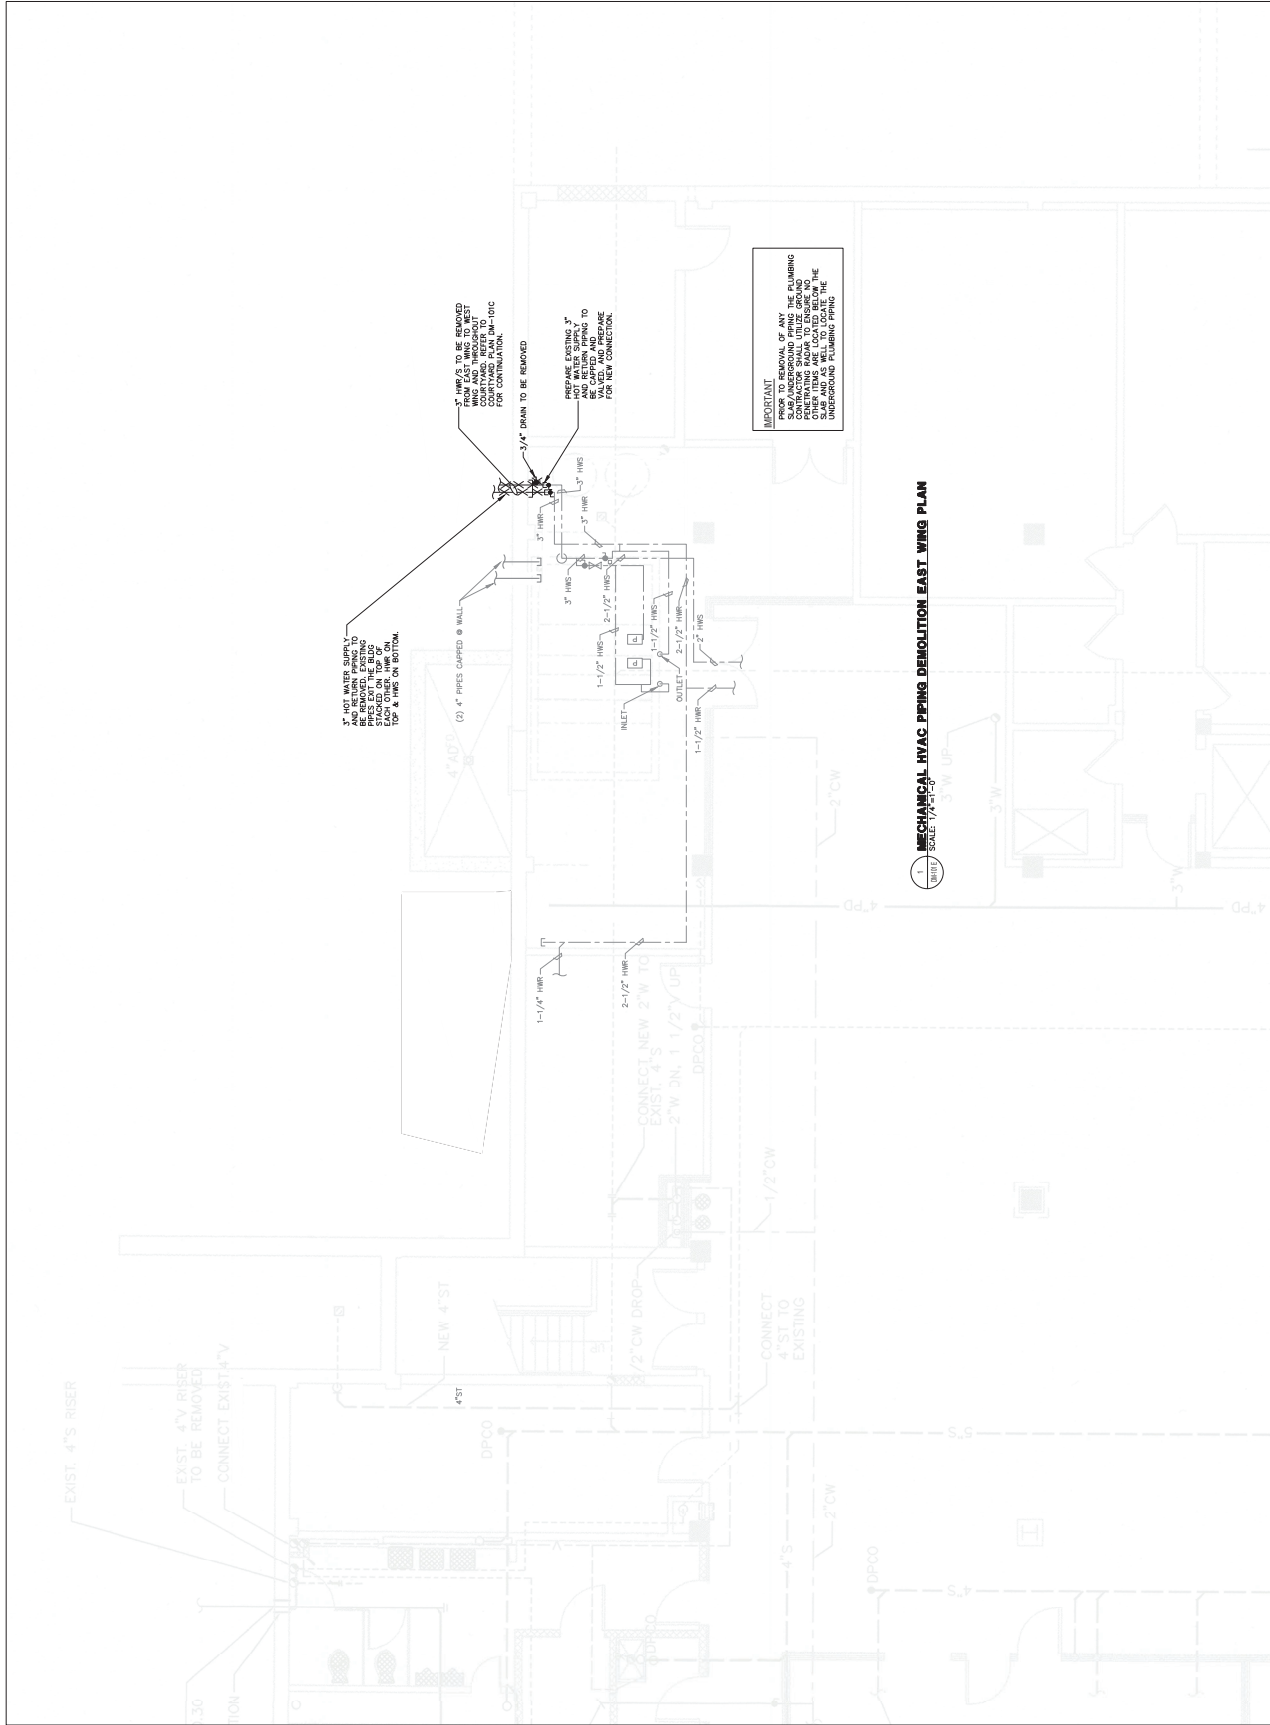 3" HOT WATER SUPPLY
AND RETURN PIPING TO
BE REMOVED. EXISTING
PIPES EXIT THE BLDG
STACKED ON TOP OF
EACH OTHER. HWR ON
TOP & HWS ON BOTTOM.
3" HWR/S TO BE REMOVED
FROM EAST WING TO WEST
WING AND THROUGHOUT
COURTYARD. REFER TO
COURTYARD PLAN DM-101C
FOR CONTINUATION.
3/4" DRAIN TO BE REMOVED
PREPARE EXISTING 3"
HOT WATER SUPPLY
AND RETURN PIPING TO
BE CAPPED AND
VALVED, AND PREPARE
FOR NEW CONNECTION.
(2) 4" PIPES CAPPED @ WALL
4"AD
3" HWR
3" HWS
3" HWR
3" HWS
2-1/2" HWS
1-1/2" HWS
1-1/2" HWS
2-1/2" HWR
2" HWS
INLET
OUTLET
1-1/2" HWR
1-1/4" HWR
2-1/2" HWR
IMPORTANT
PRIOR TO REMOVAL OF ANY
SLAB/UNDERGROUND PIPING THE PLUMBING
CONTRACTOR SHALL UTILIZE GROUND
PENETRATING RADAR TO ENSURE NO
OTHER ITEMS ARE LOCATED BELOW THE
SLAB AND AS WELL TO LOCATE THE
UNDERGROUND PLUMBING PIPING
EXIST. 4"S RISER
EXIST. 4"V RISER
TO BE REMOVED
CONNECT EXIST.4"V
NEW 4"ST
4"ST
DPCO
CONNECT NEW 2"W TO
EXIST. 4"S
2"W DN, 1 1/2"V UP
DPCO
1/2"CW
/2"CW DROP
CONNECT
4"ST TO
EXISTING
2"CW
3"W UP
3"W
3"W
4"PD
4"PD
5"S
4"S
2"CW
DPCO
4"S
DPCO
0.30
TION
1
DM101E
MECHANICAL HVAC PIPING DEMOLITION EAST WING PLAN
SCALE: 1/4"=1'-0"